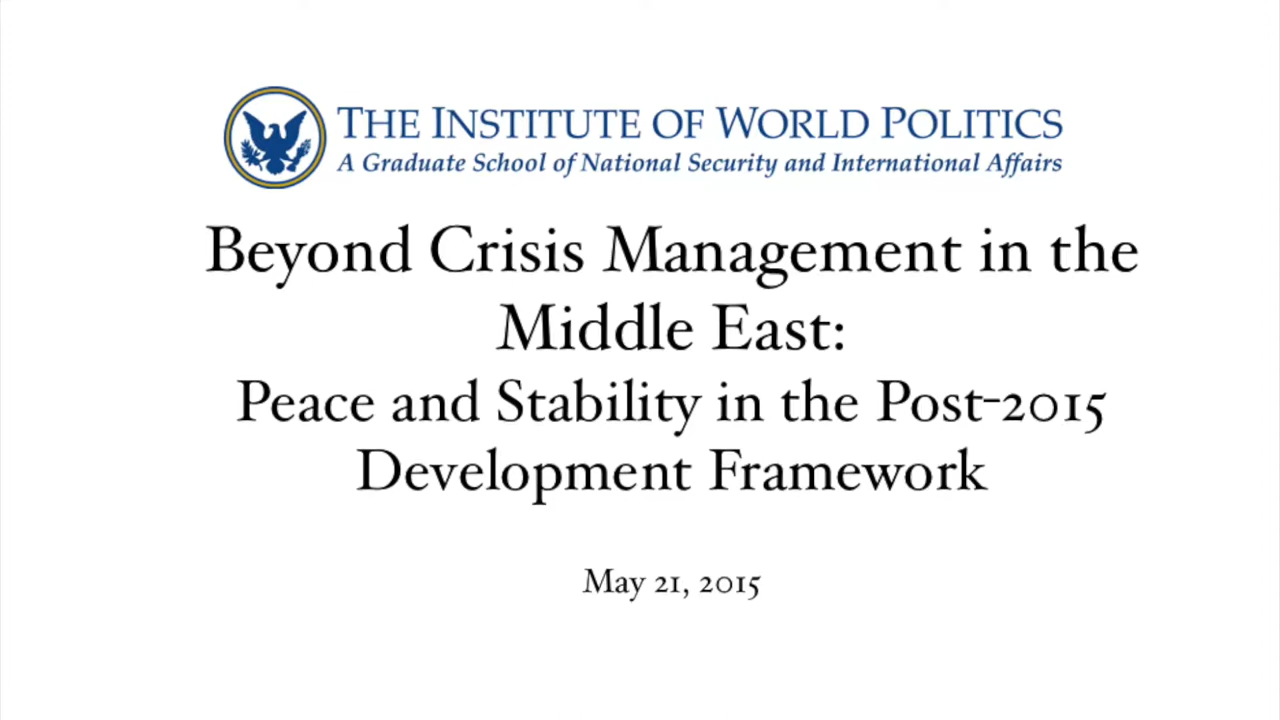 THE INSTITUTE OF WORLD POLITICS
A Graduate School of National Security and International Affairs
Beyond Crisis Management in the
Middle East:
Peace and Stability in the Post-2015
Development Framework
May 21, 2015